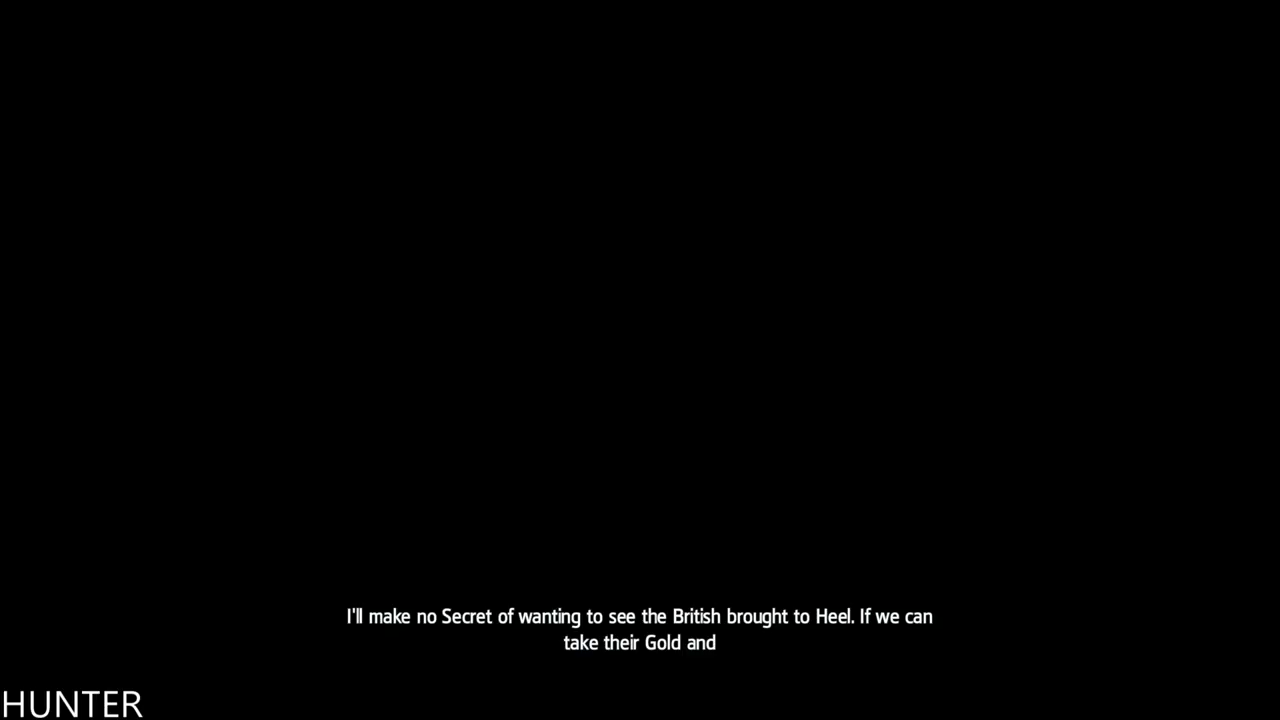 I'll make no Secret of wanting to see the British brought to Heel. If we can
take their Gold and
HUNTER